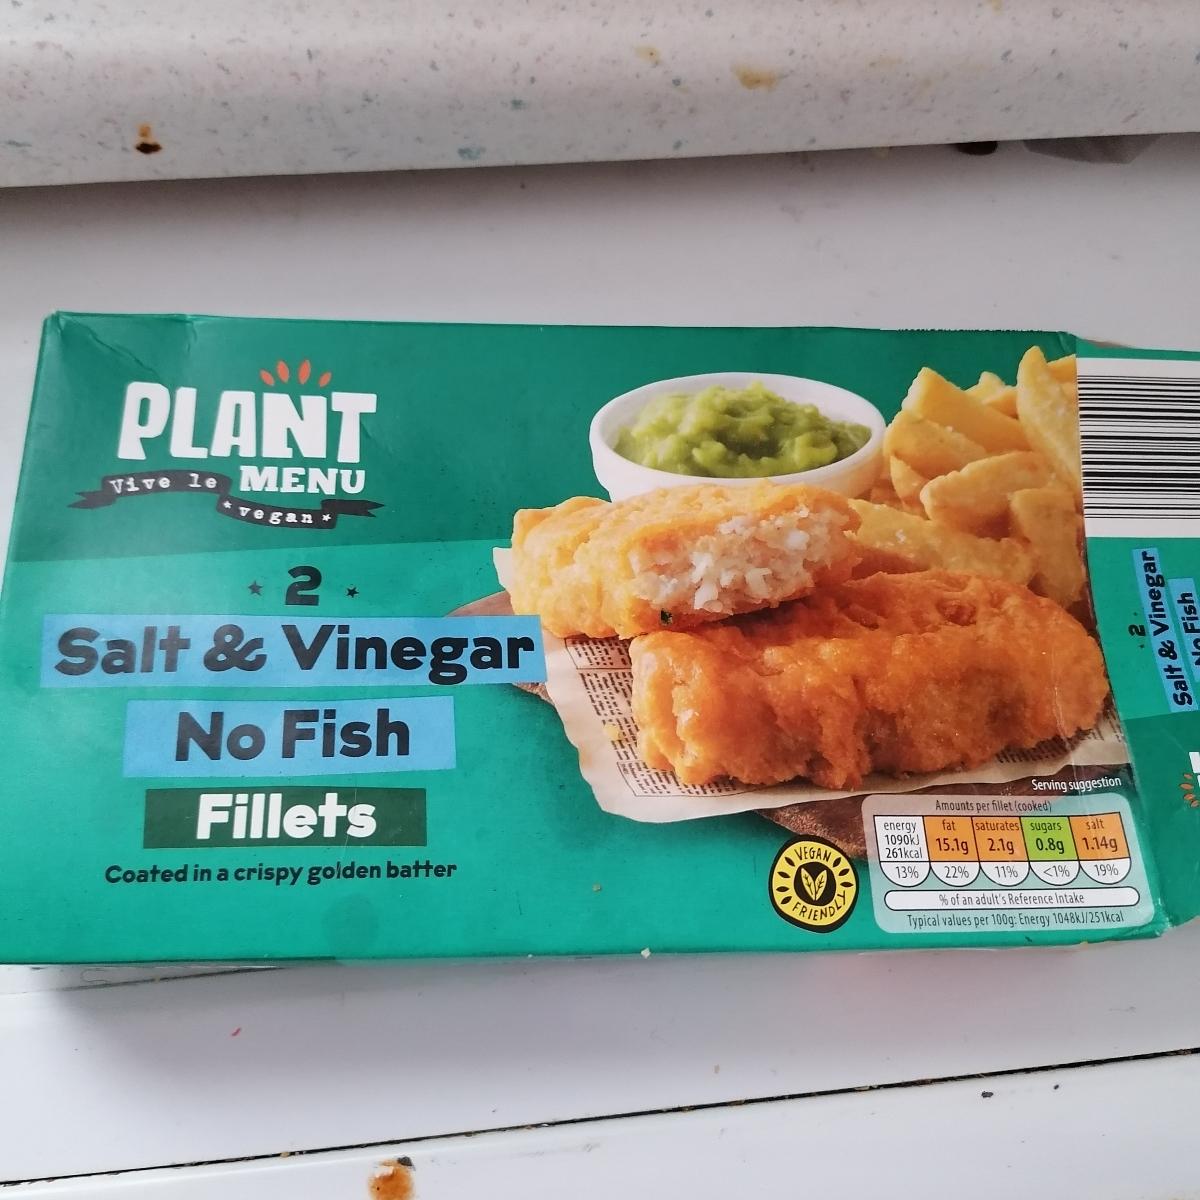 PLANT
MENU
Vive le
vegan
2
Salt & Vinegar
No Fish
Fillets
Coated in a crispy golden batter
VEGAN
FRIENDLY
Serving suggestion
Amounts per fillet (cooked)
energy 1090kJ 261kcal 13%
fat 15.1g 22%
saturates 2.1g 11%
sugars 0.8g <1%
salt 1.14g 19%
% of an adult's Reference Intake
Typical values per 100g: Energy 1048kJ/251kcal
2
Salt & Vinegar
No Fish